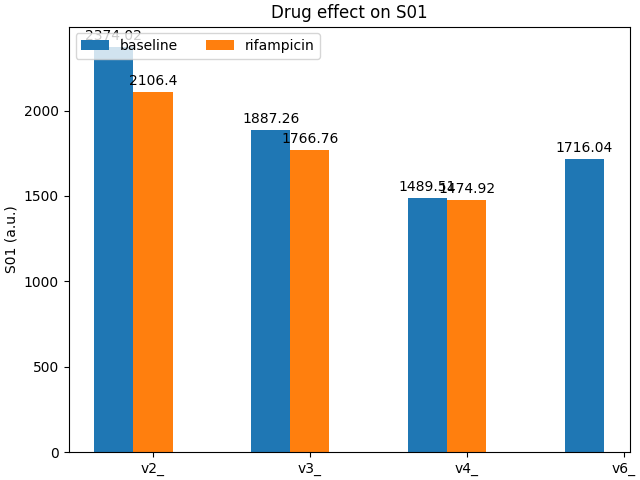 Drug effect on S01
baseline
rifampicin
2374.02
2106.4
1887.26
1766.76
1489.51
1474.92
1716.04
2000
1500
1000
500
0
S01 (a.u.)
v2_
v3_
v4_
v6_